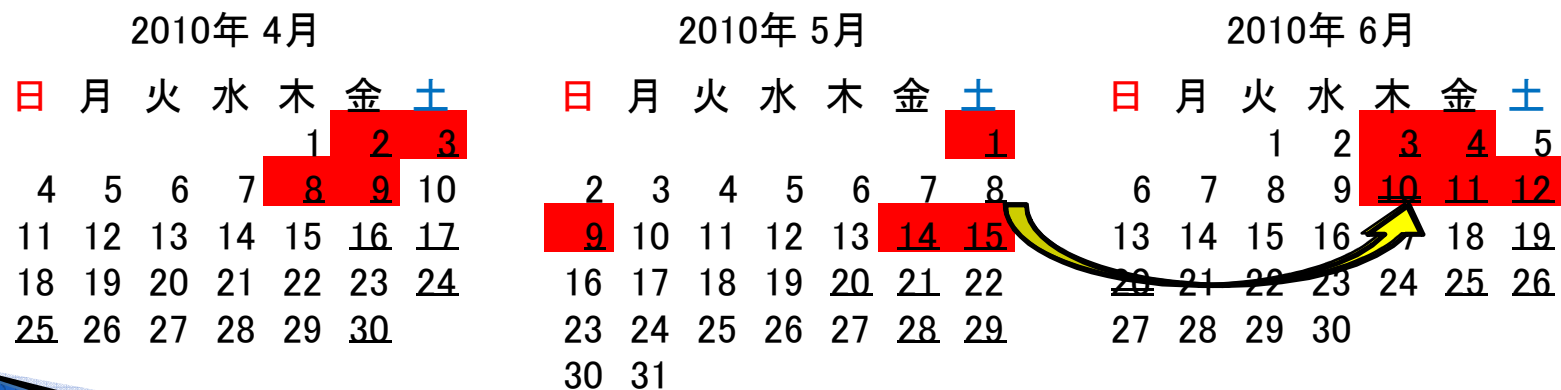 2010年 4月
日 月 火 水 木 金 土
1 2 3
4 5 6 7 8 9 10
11 12 13 14 15 16 17
18 19 20 21 22 23 24
25 26 27 28 29 30
2010年 5月
日 月 火 水 木 金 土
1
2 3 4 5 6 7 8
9 10 11 12 13 14 15
16 17 18 19 20 21 22
23 24 25 26 27 28 29
30 31
2010年 6月
日 月 火 水 木 金 土
1 2 3 4 5
6 7 8 9 10 11 12
13 14 15 16 17 18 19
20 21 22 23 24 25 26
27 28 29 30